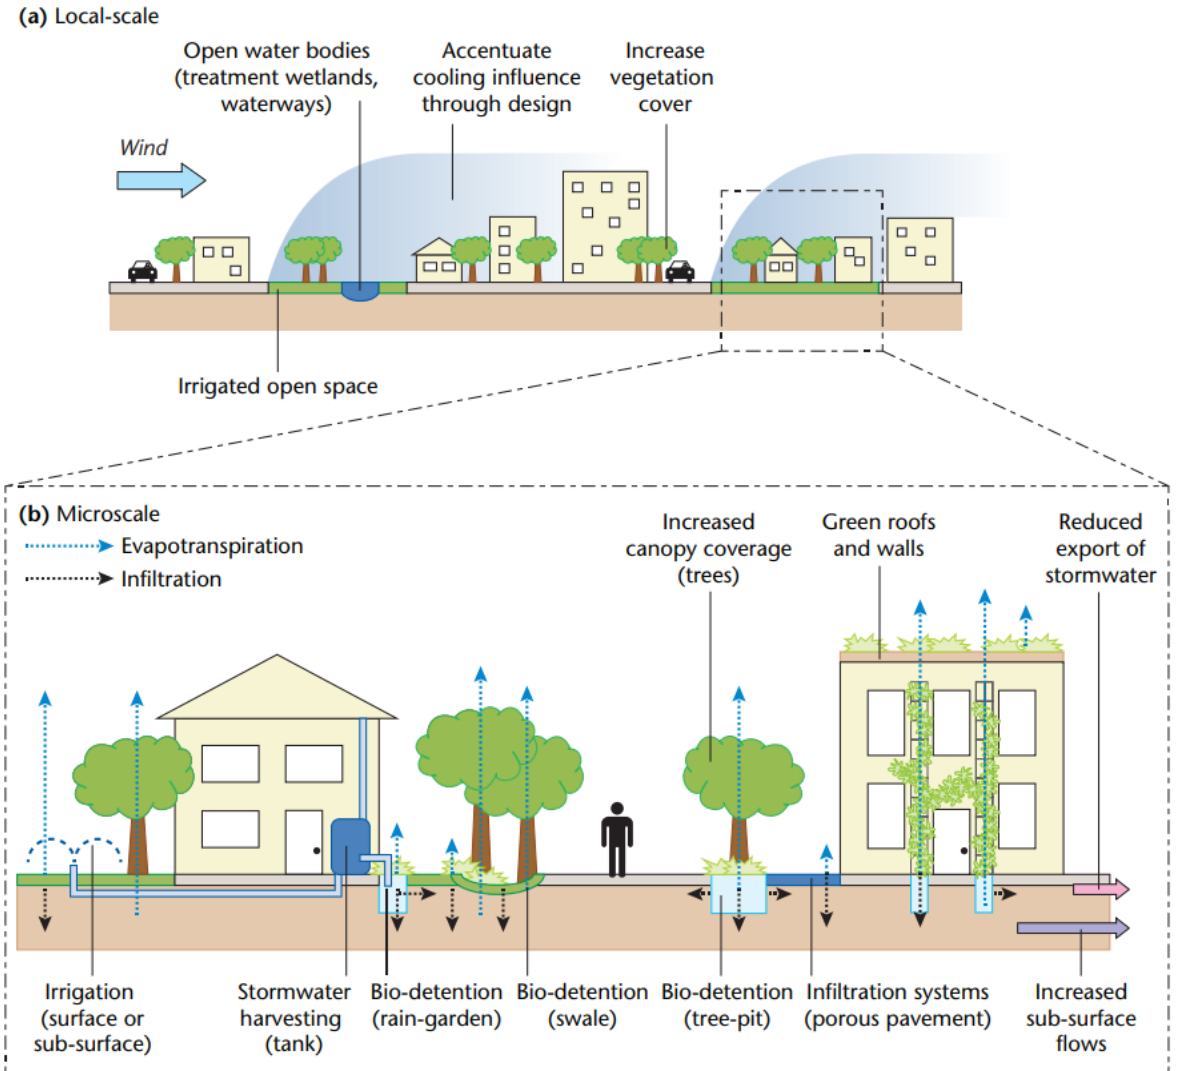 (a) Local-scale
Open water bodies
(treatment wetlands,
waterways)
Accentuate
cooling influence
through design
Increase
vegetation
cover
Wind
Irrigated open space
(b) Microscale
Evapotranspiration
Infiltration
Increased
canopy coverage
(trees)
Green roofs
and walls
Reduced
export of
stormwater
Irrigation
(surface or
sub-surface)
Stormwater
harvesting
(tank)
Bio-detention
(rain-garden)
Bio-detention
(swale)
Bio-detention
(tree-pit)
Infiltration systems
(porous pavement)
Increased
sub-surface
flows